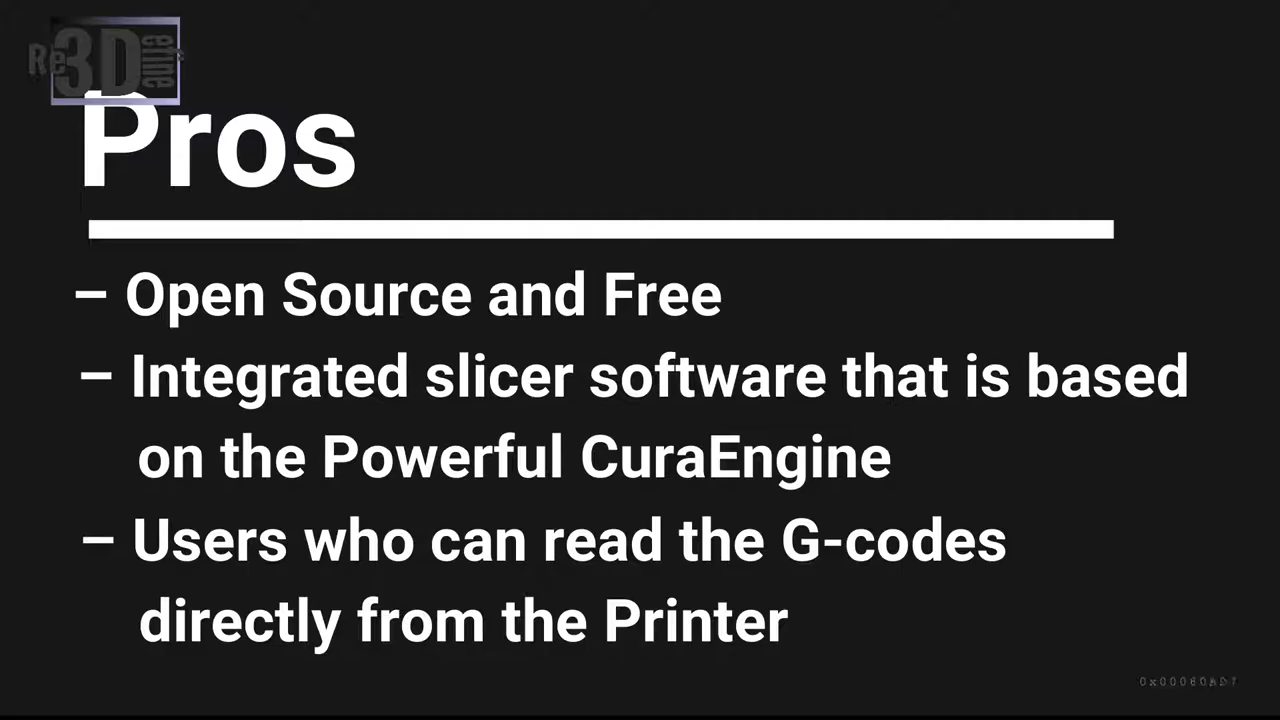 Re3Define
Pros
– Open Source and Free
– Integrated slicer software that is based
on the Powerful CuraEngine
– Users who can read the G-codes
directly from the Printer